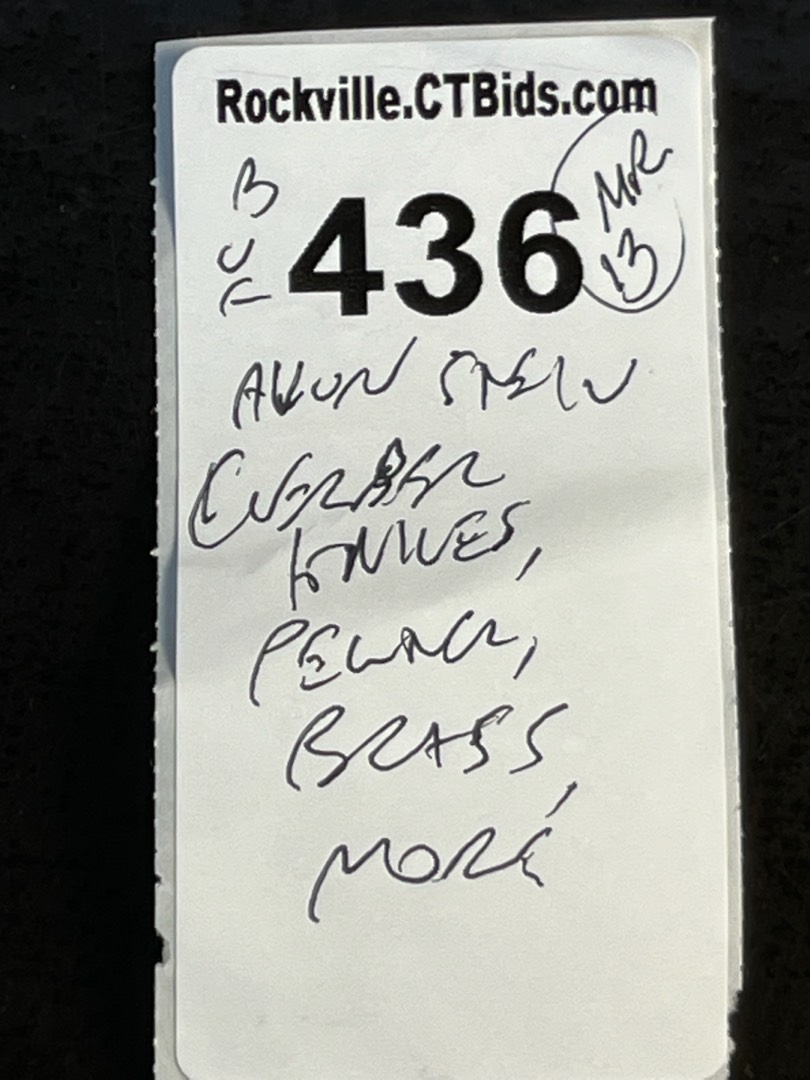 Rockville.CTBids.com
436
MR
13
AVON STEIN
KNIVES,
BRASS,
MORE